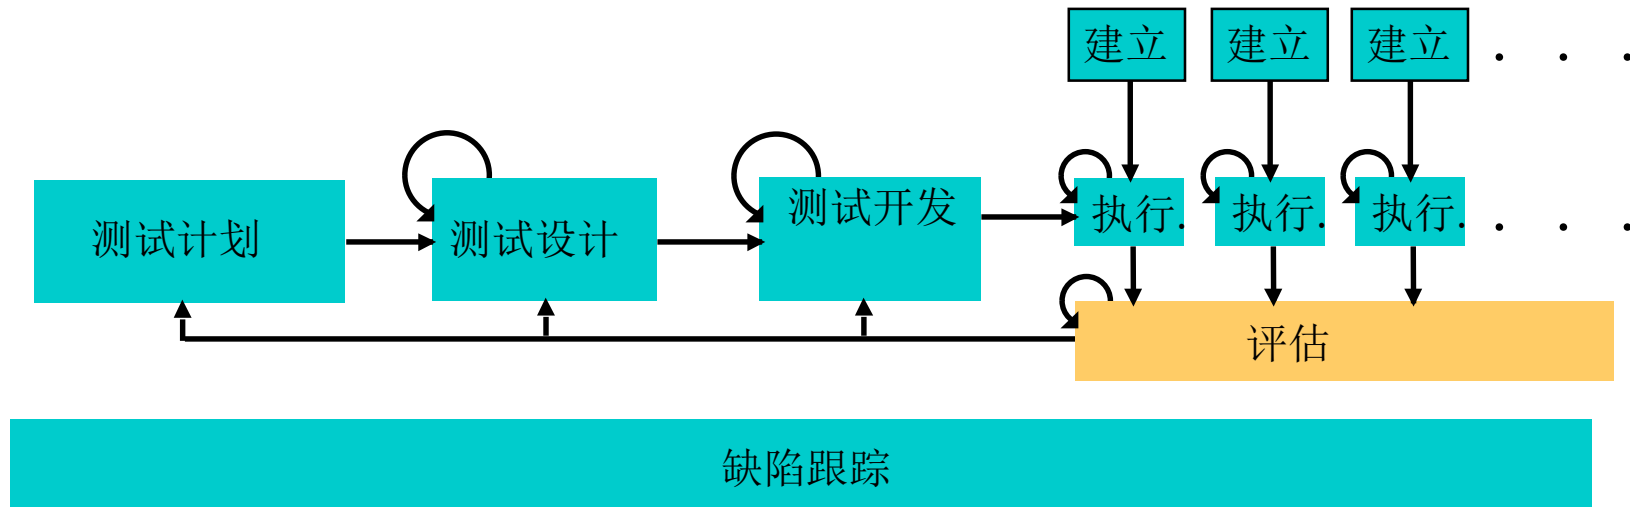 建立 建立 建立 . . .
测试计划
测试设计
测试开发
执行. 执行. 执行. . . .
评估
缺陷跟踪